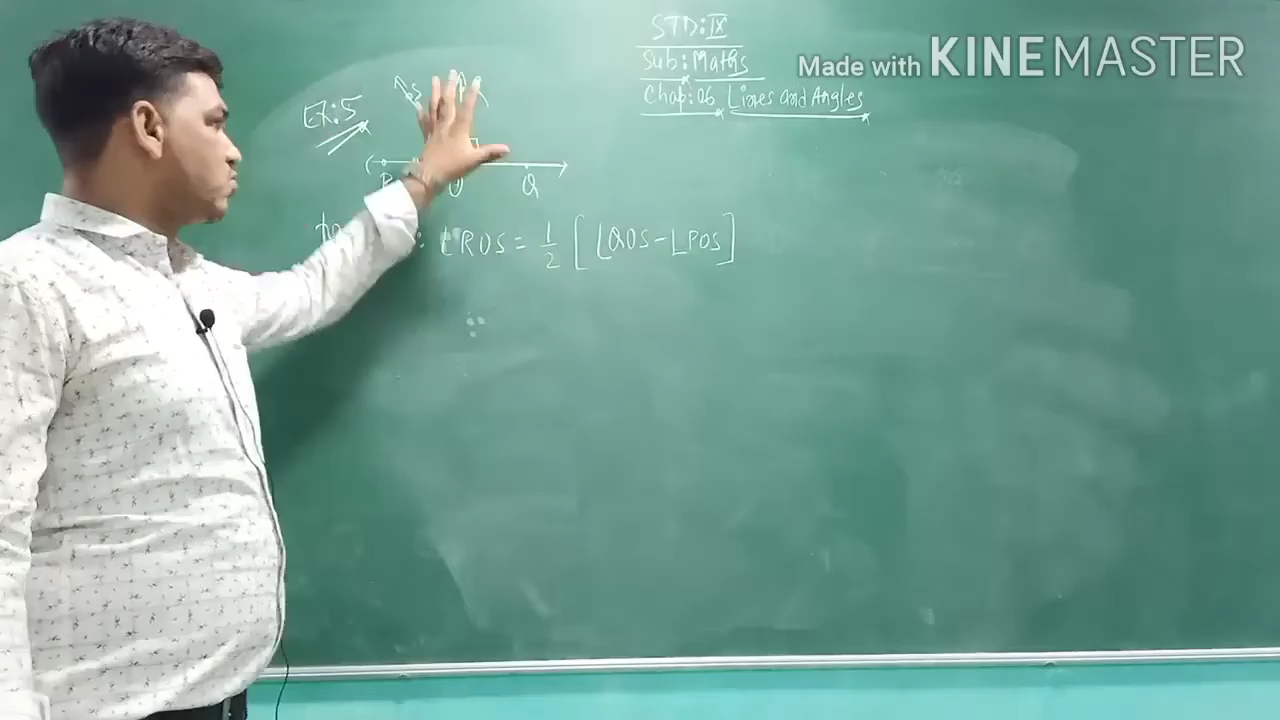 STD: IX
Made with KINEMASTER
Sub: Maths
Chap: 06 Lines and Angles
EX: 5
S
P O Q
: ∠ROS = 1/2 [∠QOS - ∠POS]